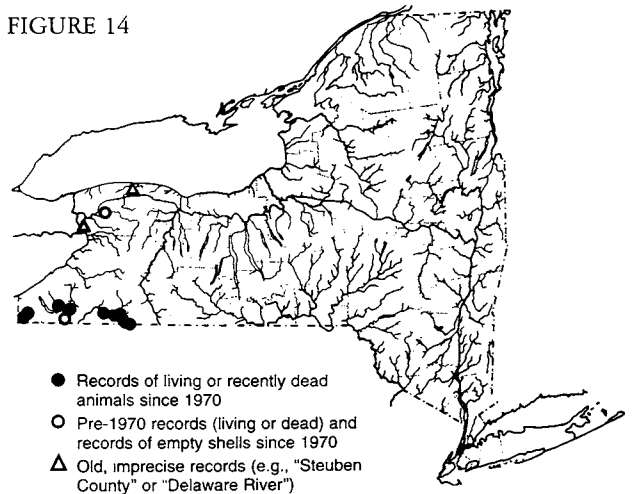 FIGURE 14
Records of living or recently dead
animals since 1970
Pre-1970 records (living or dead) and
records of empty shells since 1970
Old, imprecise records (e.g., "Steuben
County" or "Delaware River")